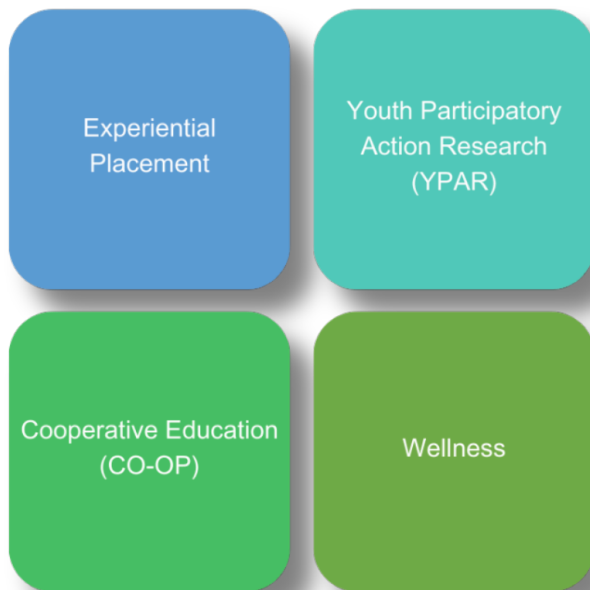 Experiential
Placement
Youth Participatory
Action Research
(YPAR)
Cooperative Education
(CO-OP)
Wellness